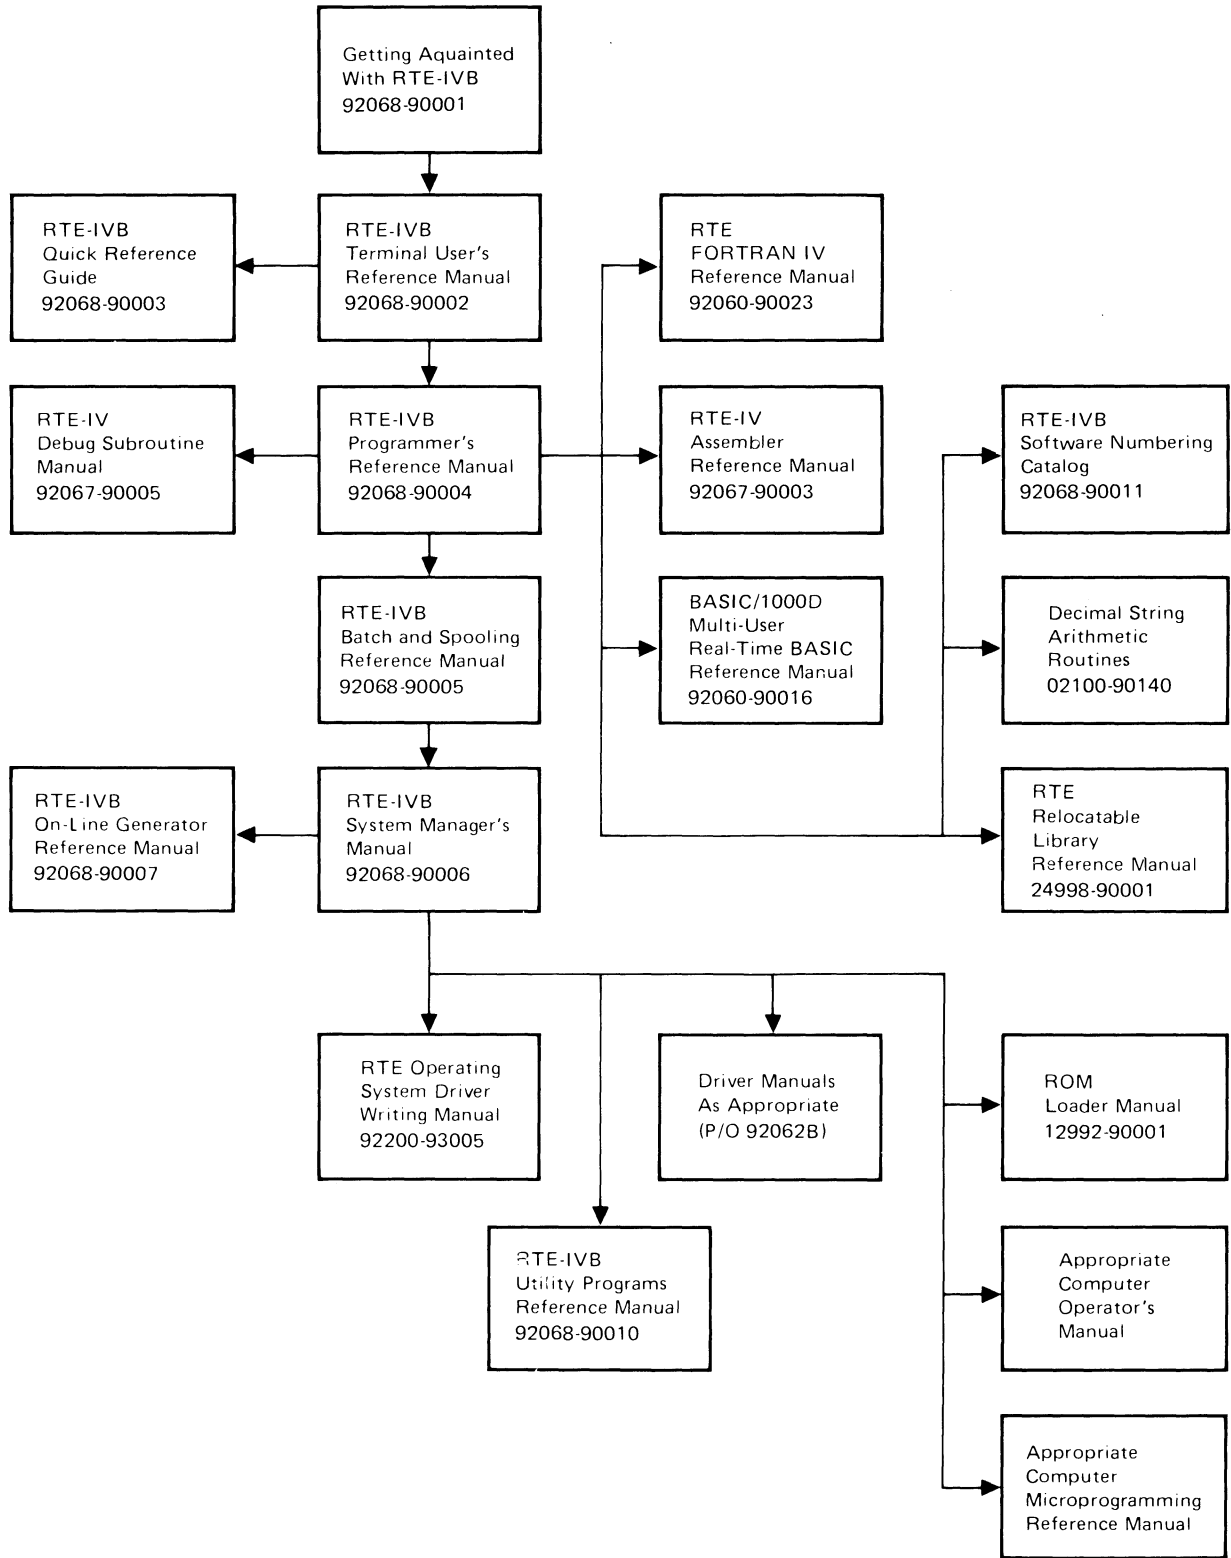 Getting Aquainted
With RTE-IVB
92068-90001
RTE-IVB
Quick Reference
Guide
92068-90003
RTE-IVB
Terminal User's
Reference Manual
92068-90002
RTE
FORTRAN IV
Reference Manual
92060-90023
RTE-IV
Debug Subroutine
Manual
92067-90005
RTE-IVB
Programmer's
Reference Manual
92068-90004
RTE-IV
Assembler
Reference Manual
92067-90003
RTE-IVB
Software Numbering
Catalog
92068-90011
RTE-IVB
Batch and Spooling
Reference Manual
92068-90005
BASIC/1000D
Multi-User
Real-Time BASIC
Reference Manual
92060-90016
Decimal String
Arithmetic
Routines
02100-90140
RTE-IVB
On-Line Generator
Reference Manual
92068-90007
RTE-IVB
System Manager's
Manual
92068-90006
RTE
Relocatable
Library
Reference Manual
24998-90001
RTE Operating
System Driver
Writing Manual
92200-93005
Driver Manuals
As Appropriate
(P/O 92062B)
ROM
Loader Manual
12992-90001
RTE-IVB
Utility Programs
Reference Manual
92068-90010
Appropriate
Computer
Operator's
Manual
Appropriate
Computer
Microprogramming
Reference Manual